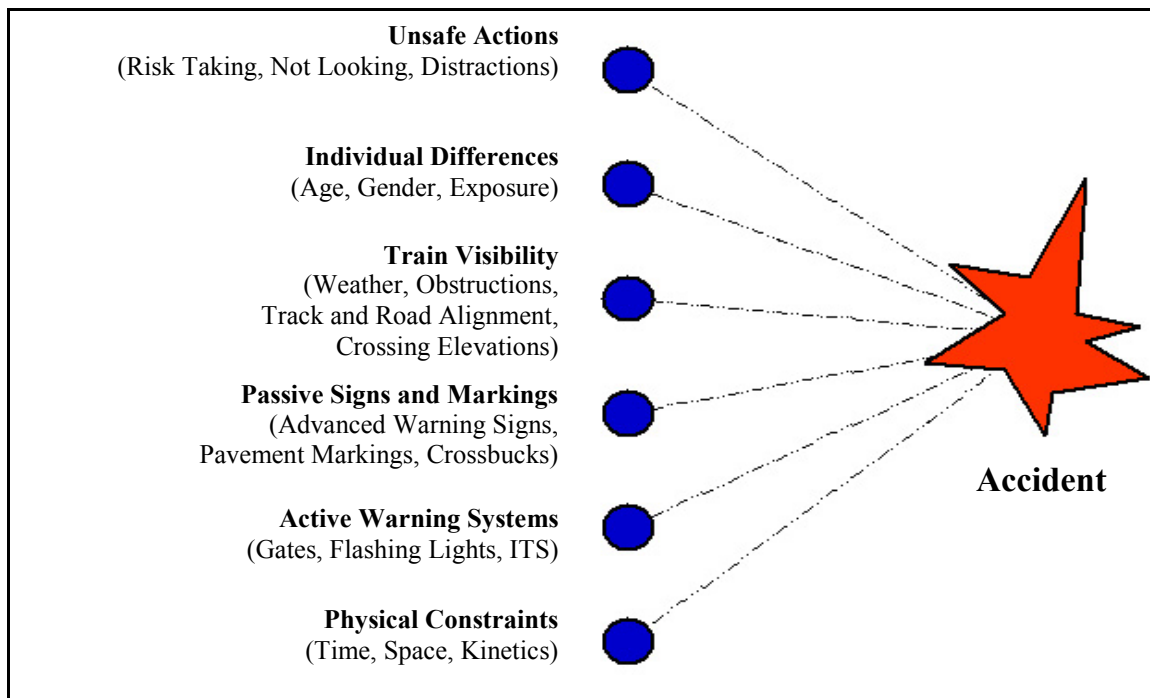 Unsafe Actions
(Risk Taking, Not Looking, Distractions)
Individual Differences
(Age, Gender, Exposure)
Train Visibility
(Weather, Obstructions,
Track and Road Alignment,
Crossing Elevations)
Passive Signs and Markings
(Advanced Warning Signs,
Pavement Markings, Crossbucks)
Active Warning Systems
(Gates, Flashing Lights, ITS)
Physical Constraints
(Time, Space, Kinetics)
Accident